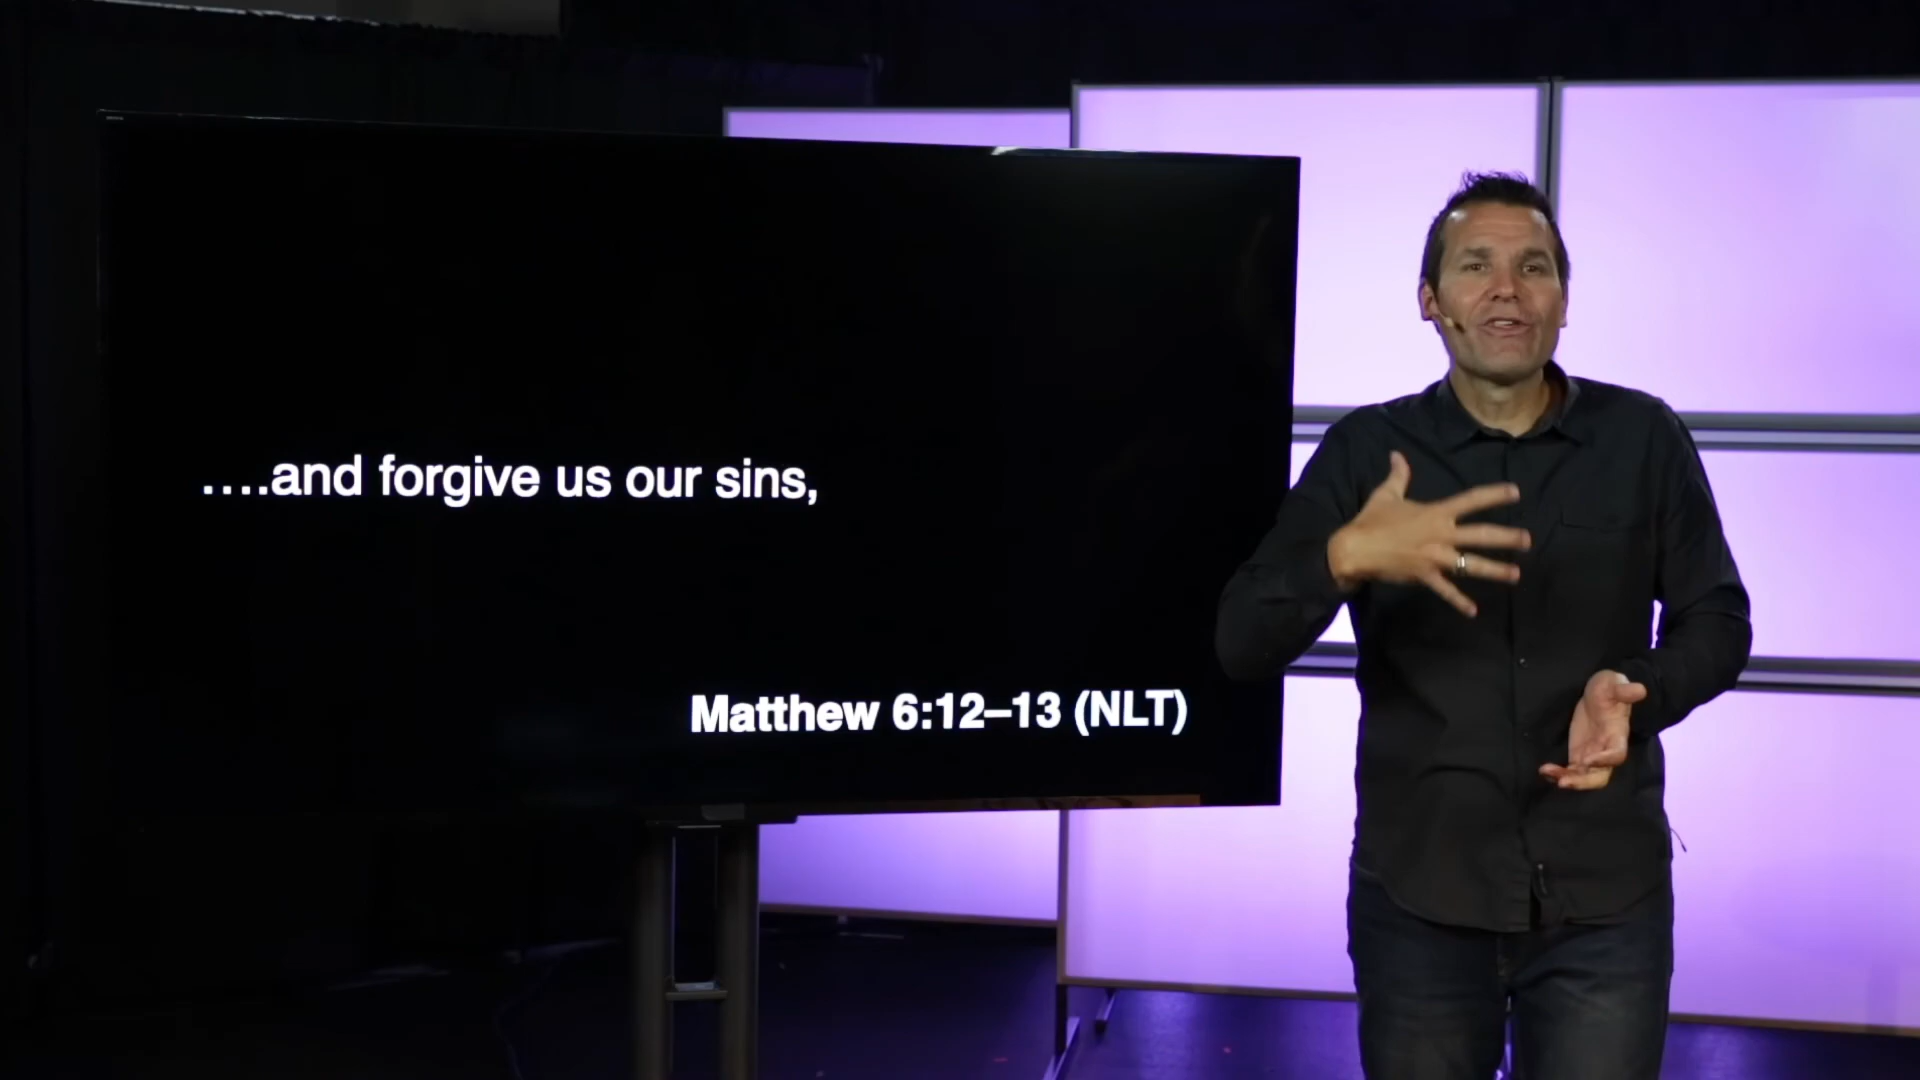 ....and forgive us our sins,
Matthew 6:12–13 (NLT)